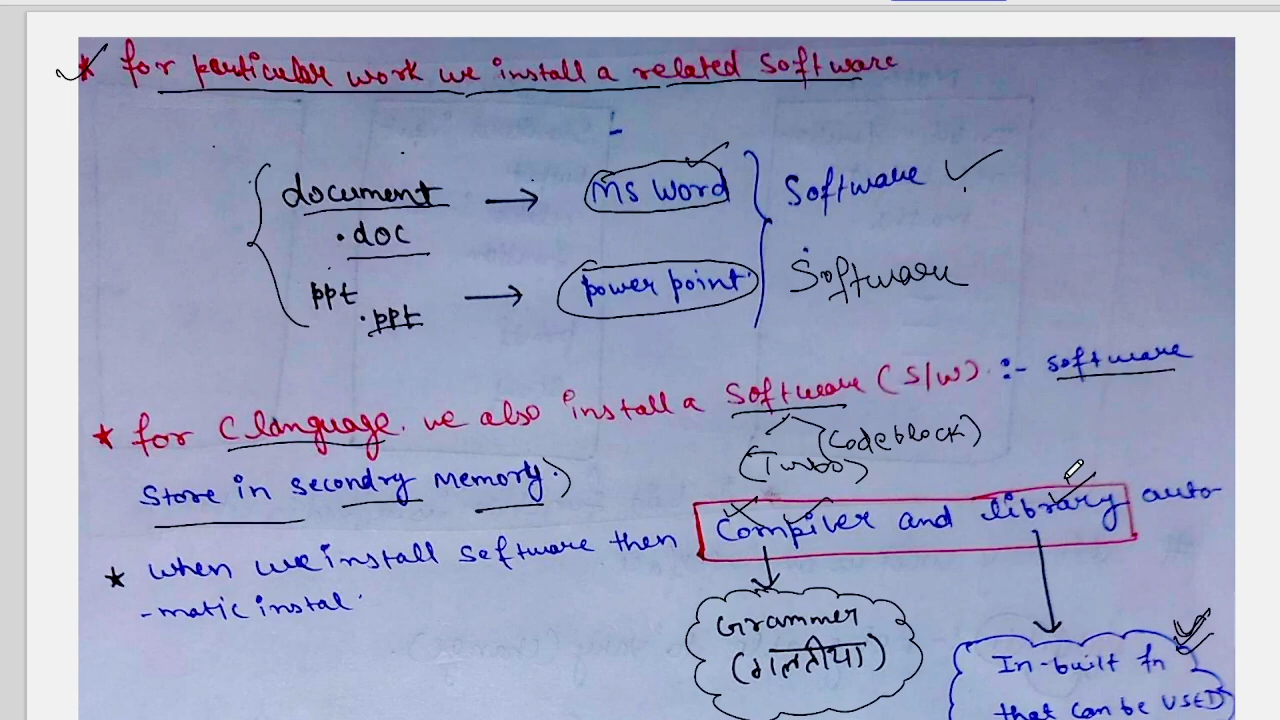 * for particular work we install a related software
document → MS Word } Software
.doc
ppt → power point } Software
.ppt
* for C language. we also install a software (S/W) :- software
(Turbo) (Codeblock)
Store in secondry Memory.)
* when we install software then Compiler and library auto-
-matic instal.
Grammer
(गलतीया)
In-built fn
that can be USED